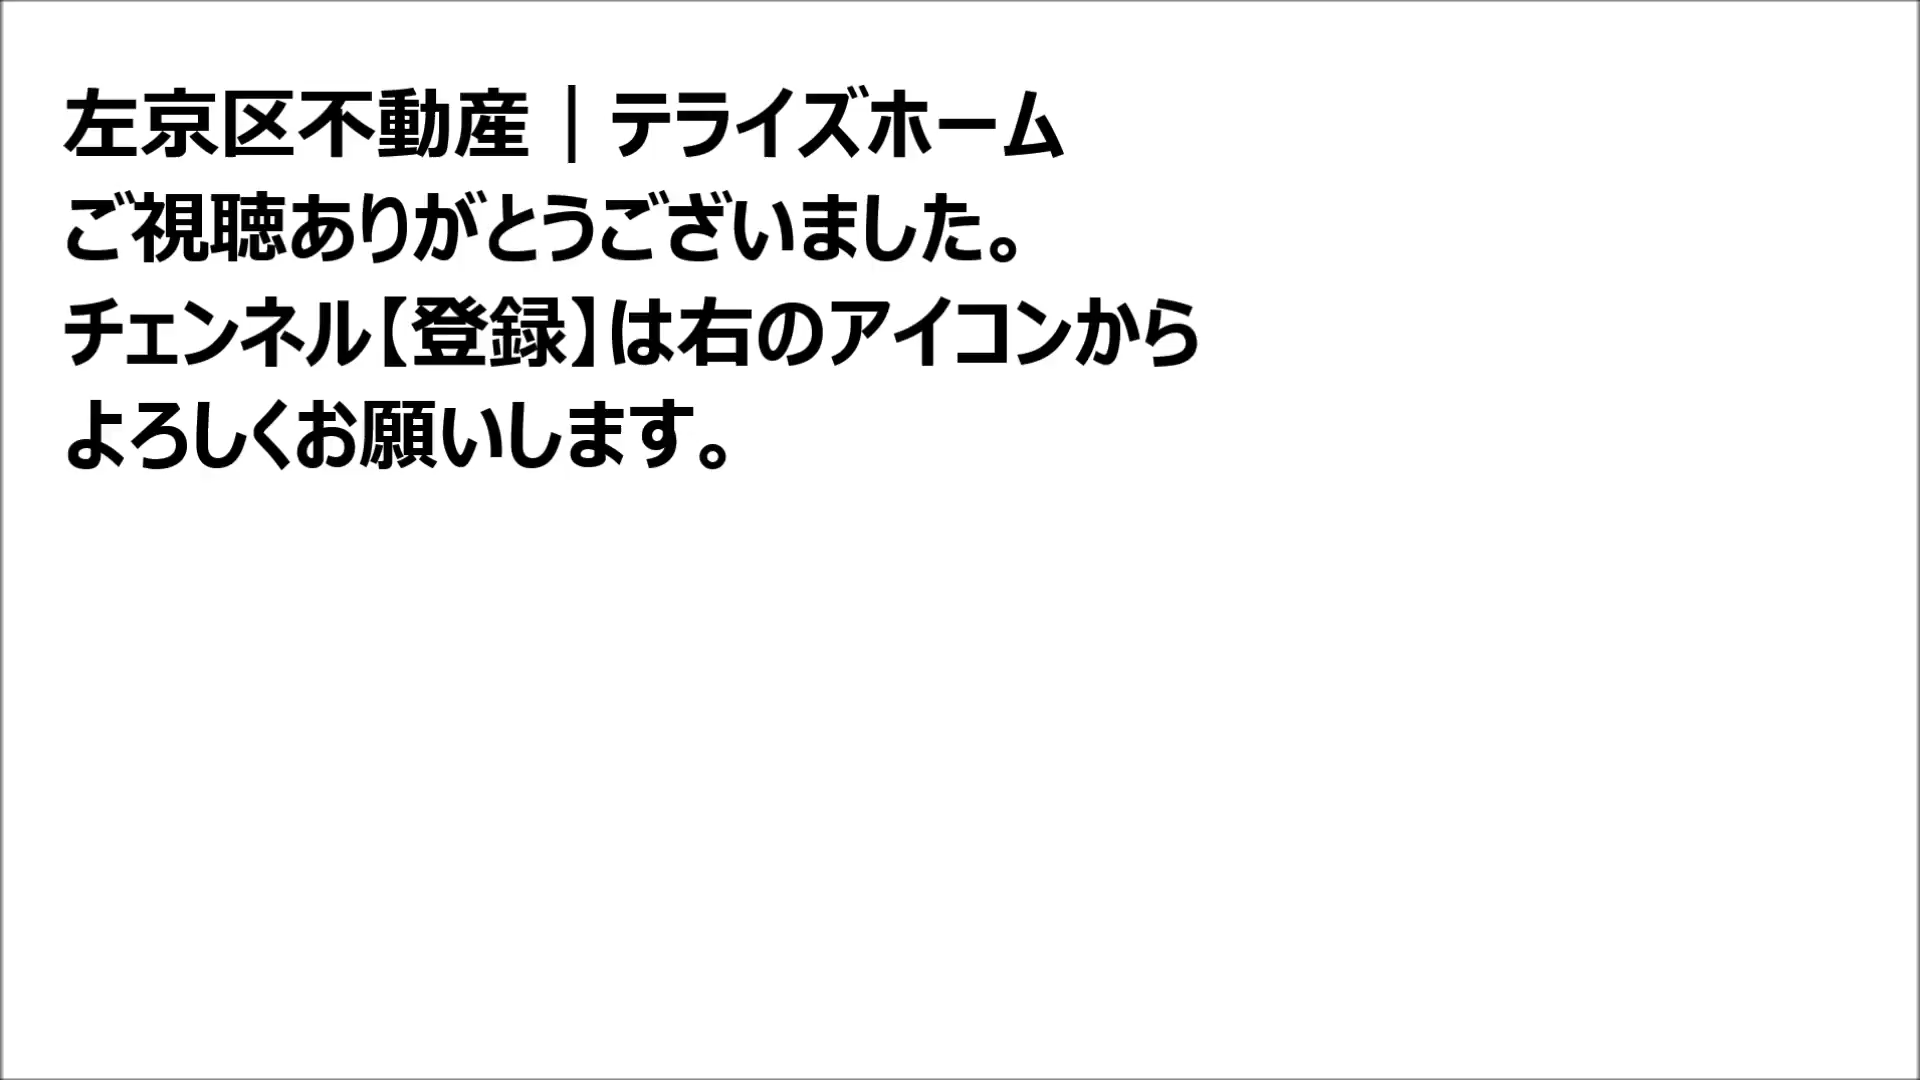 左京区不動産｜テライズホーム
ご視聴ありがとうございました。
チェンネル【登録】は右のアイコンから
よろしくお願いします。